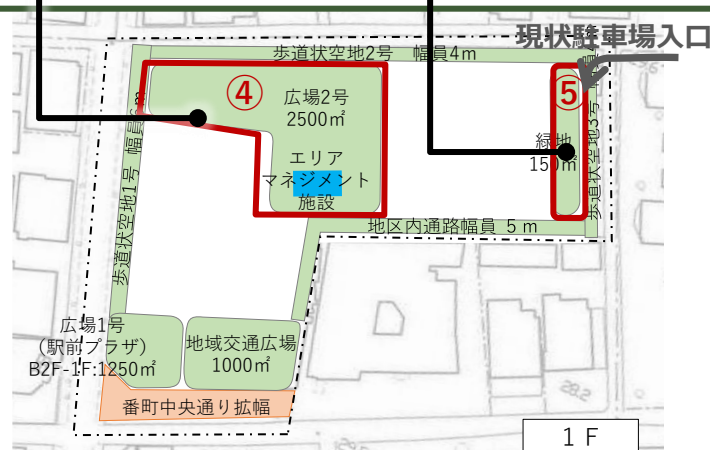 現状駐車場入口
歩道状空地2号 幅員4m
④
広場2号
2500㎡
エリア
マネジメント
施設
⑤
緑地
150㎡
歩道状空地3号
歩道状空地1号 幅員
地区内通路幅員 5 m
広場1号
(駅前プラザ)
B2F-1F:1250㎡
地域交通広場
1000㎡
番町中央通り拡幅
28.2
1 F